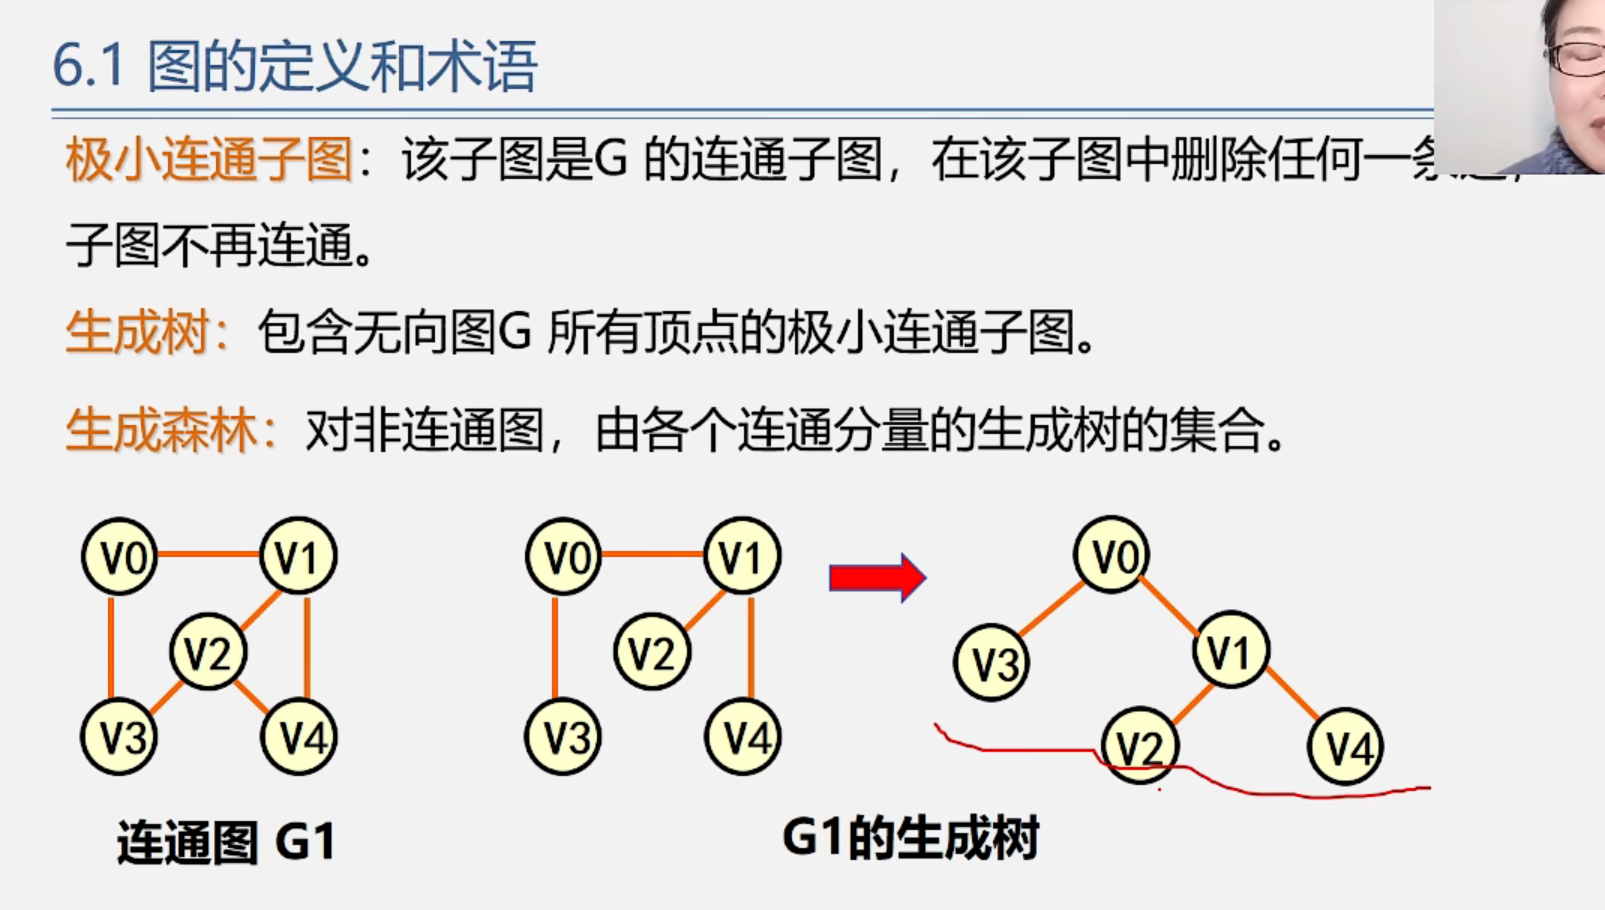 6.1 图的定义和术语
极小连通子图：该子图是G 的连通子图，在该子图中删除任何一条边，
子图不再连通。
生成树：包含无向图G 所有顶点的极小连通子图。
生成森林：对非连通图，由各个连通分量的生成树的集合。
V0 V1 V0 V1 V0
V2 V2 V3 V1
V3 V4 V3 V4 V2 V4
连通图 G1
G1的生成树